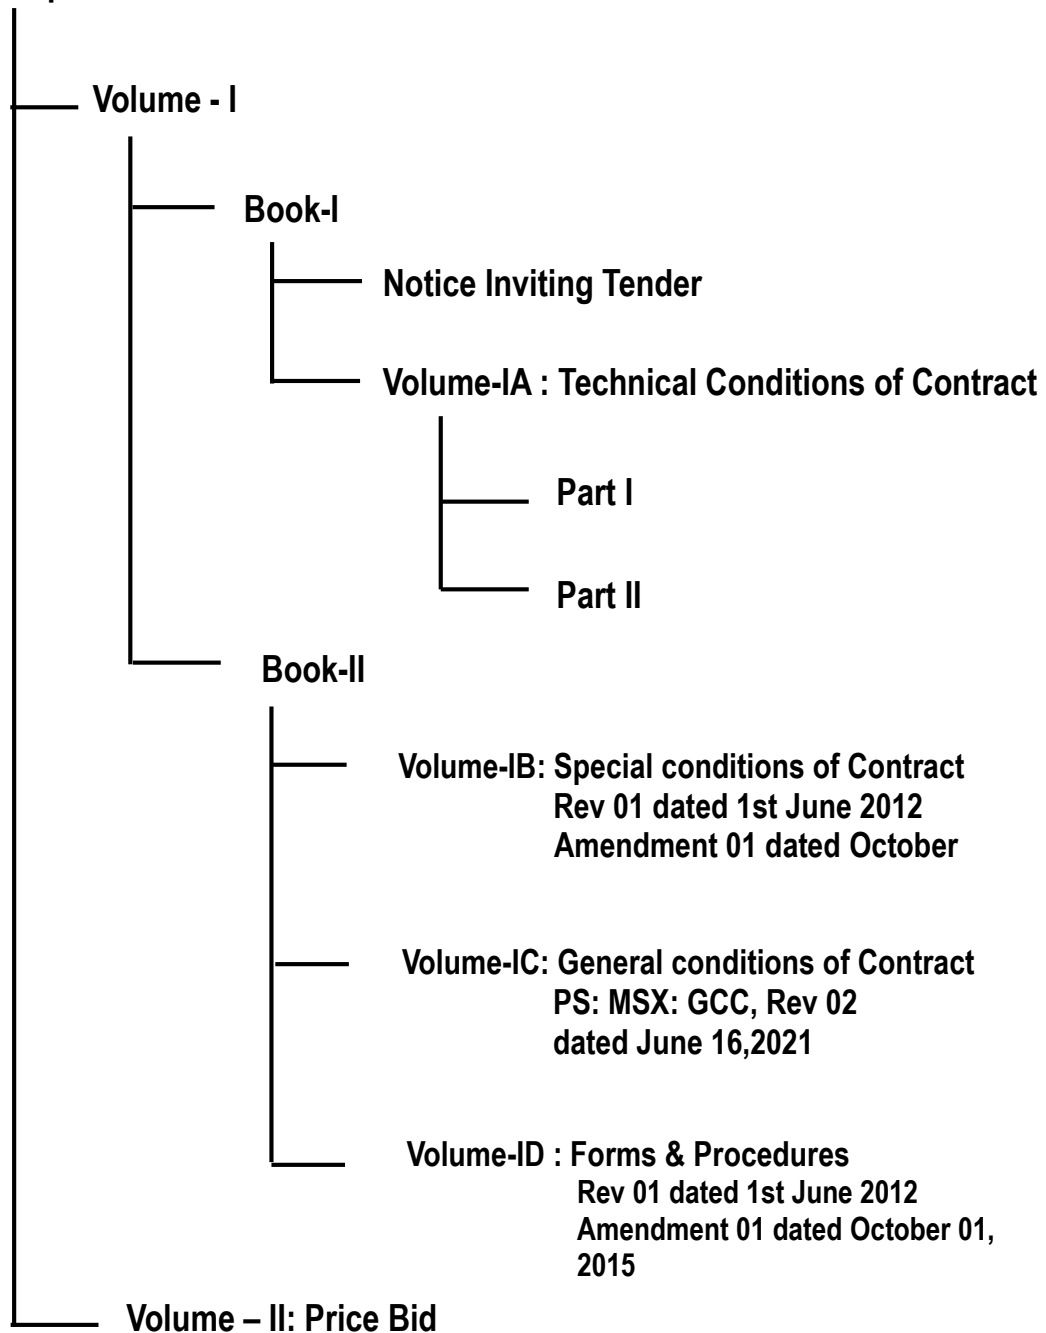 Volume - I
Book-I
Notice Inviting Tender
Volume-IA : Technical Conditions of Contract
Part I
Part II
Book-II
Volume-IB: Special conditions of Contract
Rev 01 dated 1st June 2012
Amendment 01 dated October
Volume-IC: General conditions of Contract
PS: MSX: GCC, Rev 02
dated June 16,2021
Volume-ID : Forms & Procedures
Rev 01 dated 1st June 2012
Amendment 01 dated October 01,
2015
Volume – II: Price Bid